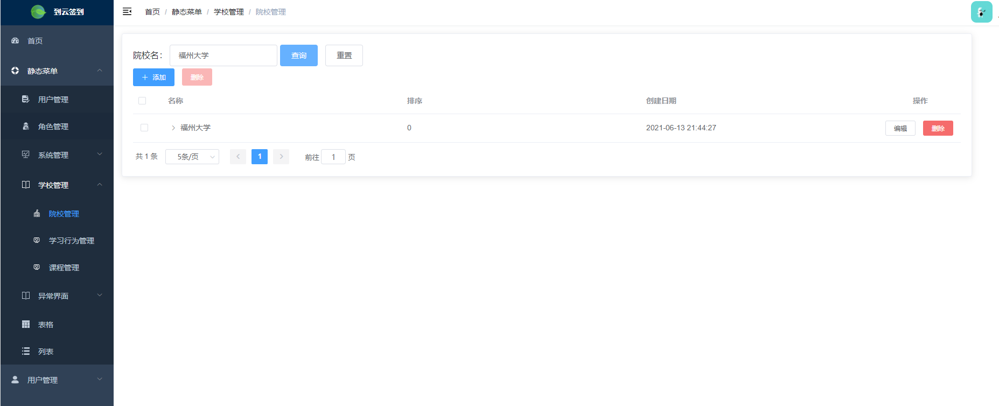 到云签到
首页 / 静态菜单 / 学校管理 / 院校管理
首页
静态菜单
用户管理
角色管理
系统管理
学校管理
院校管理
学习行为管理
课程管理
异常界面
表格
列表
用户管理
院校名： 福州大学 查询 重置
添加 删除
名称 排序 创建日期 操作
福州大学 0 2021-06-13 21:44:27 编辑 删除
共 1 条 5条/页 1 前往 1 页